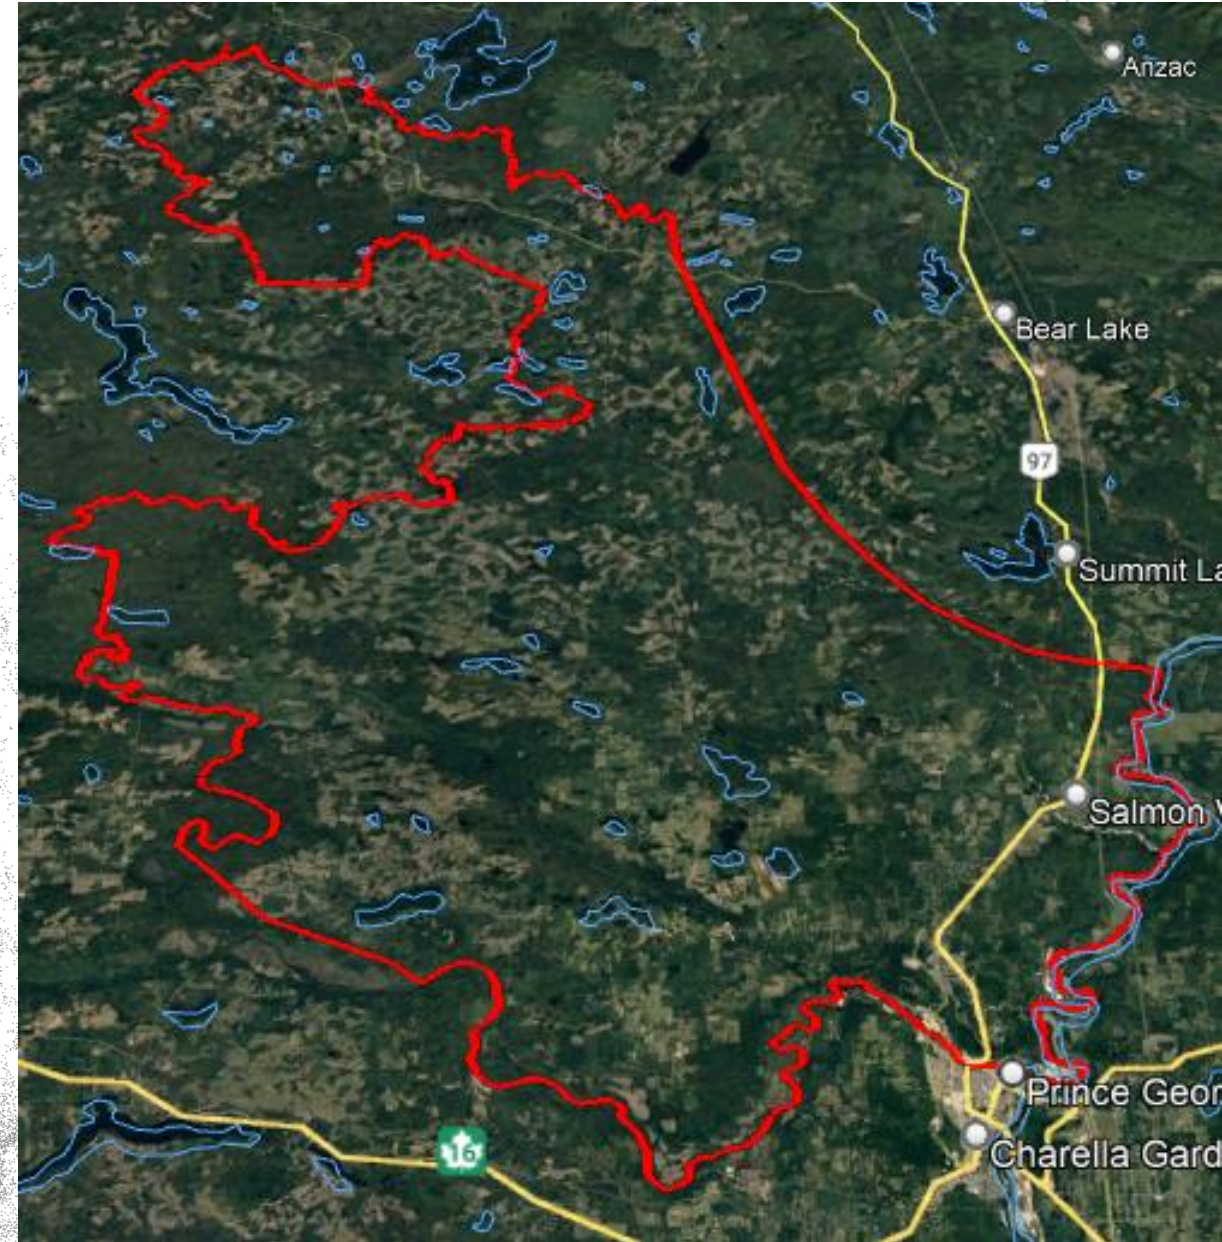 Anzac
Bear Lake
97
Summit La
Salmon V
Prince Geor
Charella Gard
16